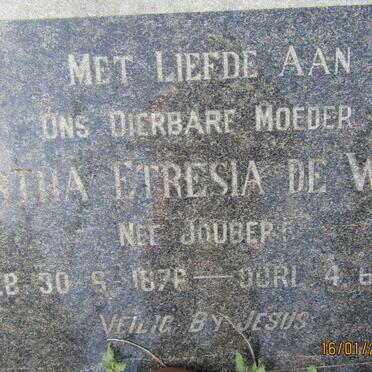 MET LIEFDE AAN
ONS DIERBARE MOEDER
ETRESIA DE
NEE JOUBERT
30-5-1876 — OORL 4
VEILIG BY JESUS
16/01/2